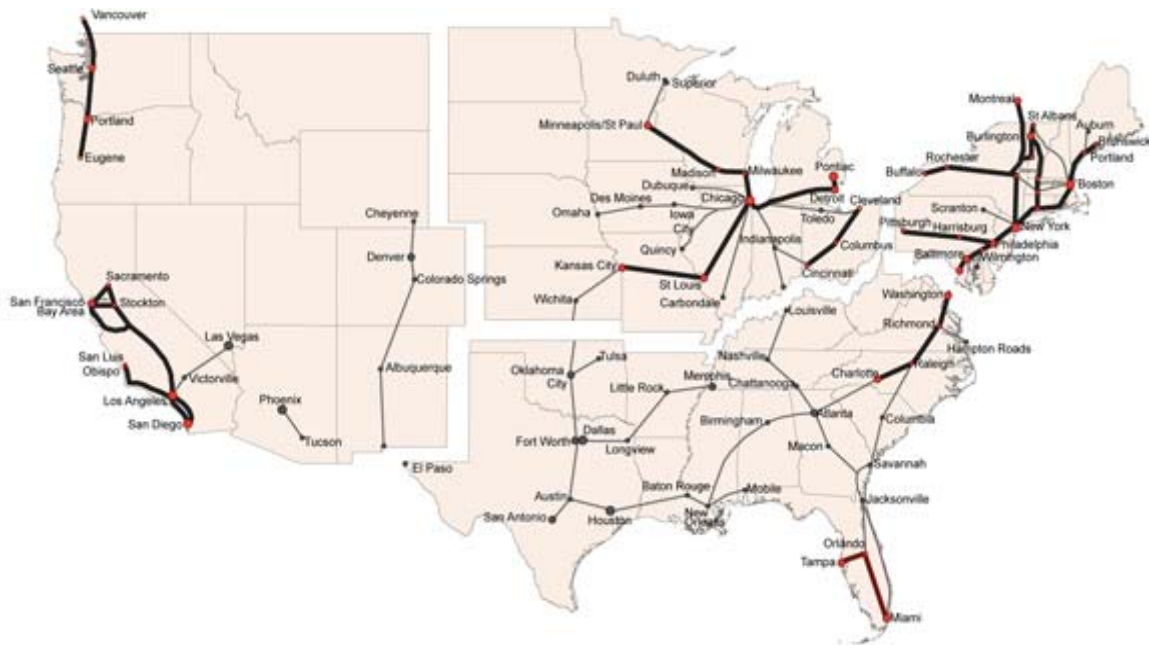 Vancouver
Seattle
Portland
Eugene
Sacramento
San Francisco
Bay Area
Stockton
San Luis
Obispo
Las Vegas
Victorville
Los Angeles
San Diego
Phoenix
Tucson
Cheyenne
Denver
Colorado Springs
Albuquerque
El Paso
Duluth
Superior
Minneapolis/St Paul
Madison
Milwaukee
Dubuque
Chicago
Pontiac
Detroit
Cleveland
Toledo
Des Moines
Omaha
Iowa
City
Quincy
Indianapolis
Columbus
Cincinnati
Kansas City
St Louis
Carbondale
Wichita
Louisville
Nashville
Chattanooga
Tulsa
Oklahoma
City
Little Rock
Memphis
Birmingham
Atlanta
Macon
Fort Worth
Dallas
Longview
Austin
San Antonio
Houston
Baton Rouge
New
Orleans
Mobile
Montreal
St Albans
Burlington
Auburn
Brunswick
Portland
Rochester
Buffalo
Boston
Scranton
New York
Pittsburgh
Harrisburg
Philadelphia
Baltimore
Wilmington
Washington
Richmond
Hampton Roads
Raleigh
Charlotte
Columbia
Savannah
Jacksonville
Orlando
Tampa
Miami